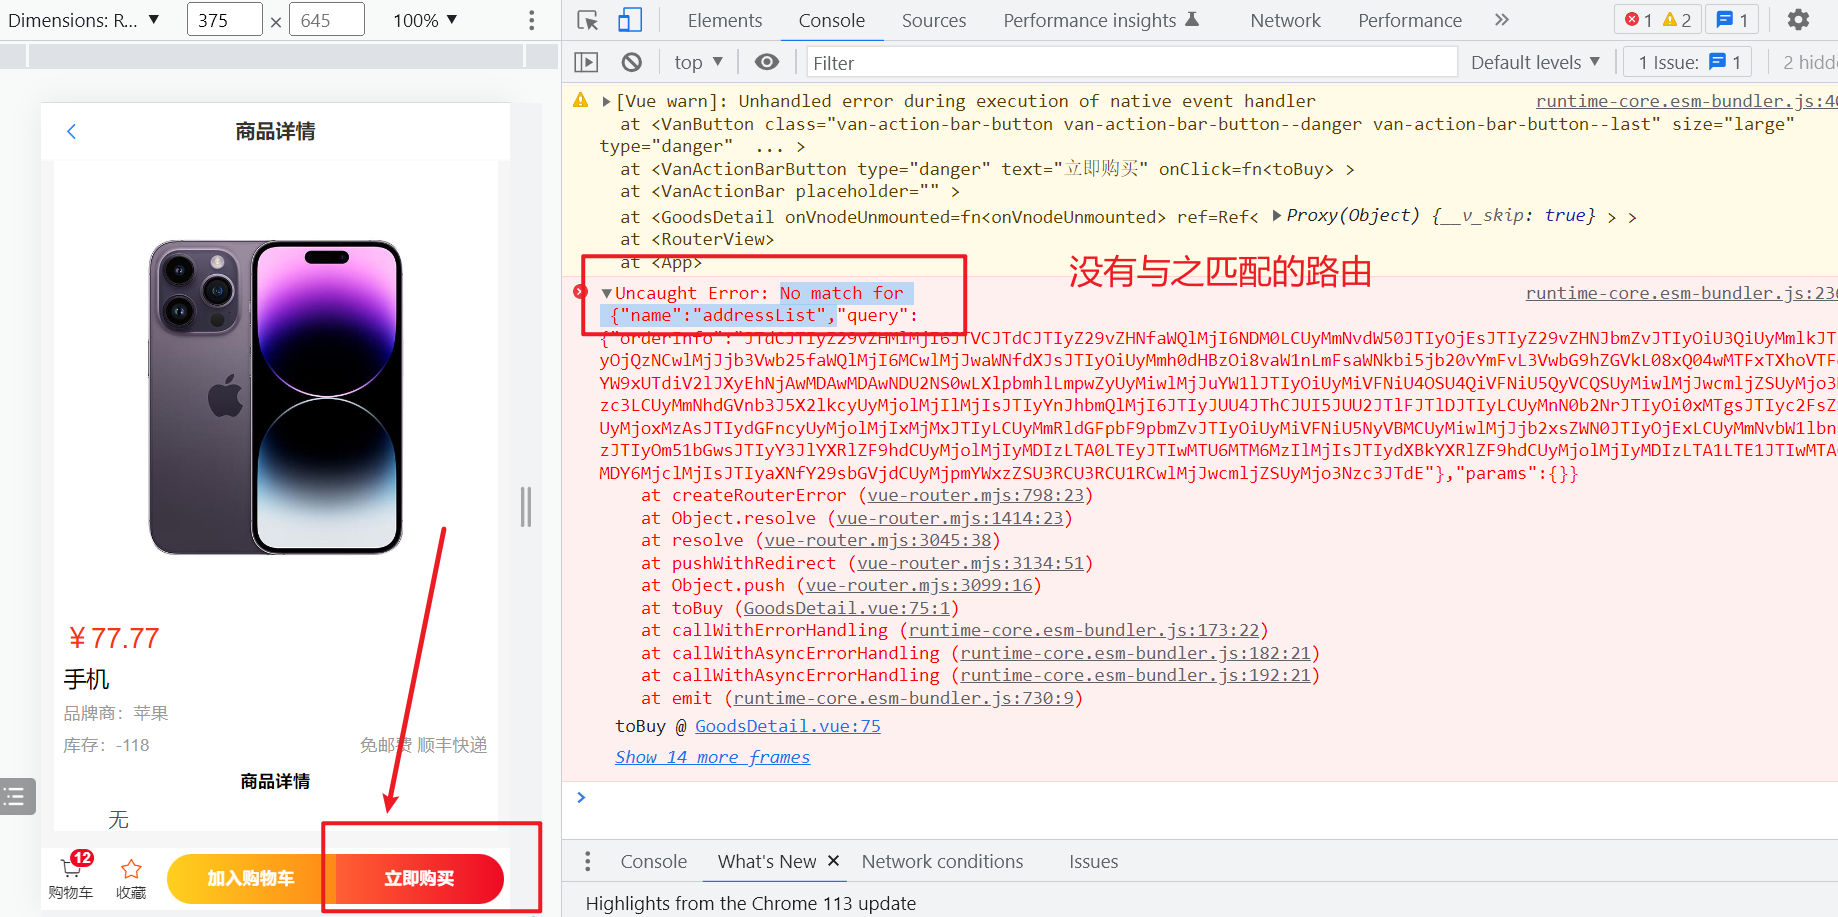 Dimensions: R... ▼ 375 × 645 100% ▼
Elements Console Sources Performance insights Network Performance »
1 2 1
top ▼ Filter Default levels ▼ 1 Issue: 1 2 hidd
商品详情
▶[Vue warn]: Unhandled error during execution of native event handler runtime-core.esm-bundler.js:40
at <VanButton class="van-action-bar-button van-action-bar-button--danger van-action-bar-button--last" size="large"
type="danger" ... >
at <VanActionBarButton type="danger" text="立即购买" onClick=fn<toBuy> >
at <VanActionBar placeholder="" >
at <GoodsDetail onVnodeUnmounted=fn<onVnodeUnmounted> ref=Ref< ▶Proxy(Object) {__v_skip: true} > >
at <RouterView>
at <App>
没有与之匹配的路由
▼Uncaught Error: No match for runtime-core.esm-bundler.js:236
{"name":"addressList","query":
at createRouterError (vue-router.mjs:798:23)
at Object.resolve (vue-router.mjs:1414:23)
at resolve (vue-router.mjs:3045:38)
at pushWithRedirect (vue-router.mjs:3134:51)
at Object.push (vue-router.mjs:3099:16)
at toBuy (GoodsDetail.vue:75:1)
at callWithErrorHandling (runtime-core.esm-bundler.js:173:22)
at callWithAsyncErrorHandling (runtime-core.esm-bundler.js:182:21)
at callWithAsyncErrorHandling (runtime-core.esm-bundler.js:192:21)
at emit (runtime-core.esm-bundler.js:730:9)
toBuy @ GoodsDetail.vue:75
Show 14 more frames
>
¥77.77
手机
品牌商：苹果
库存：-118 免邮费 顺丰快递
商品详情
无
12
购物车 收藏 加入购物车 立即购买
Console What's New × Network conditions Issues
Highlights from the Chrome 113 update